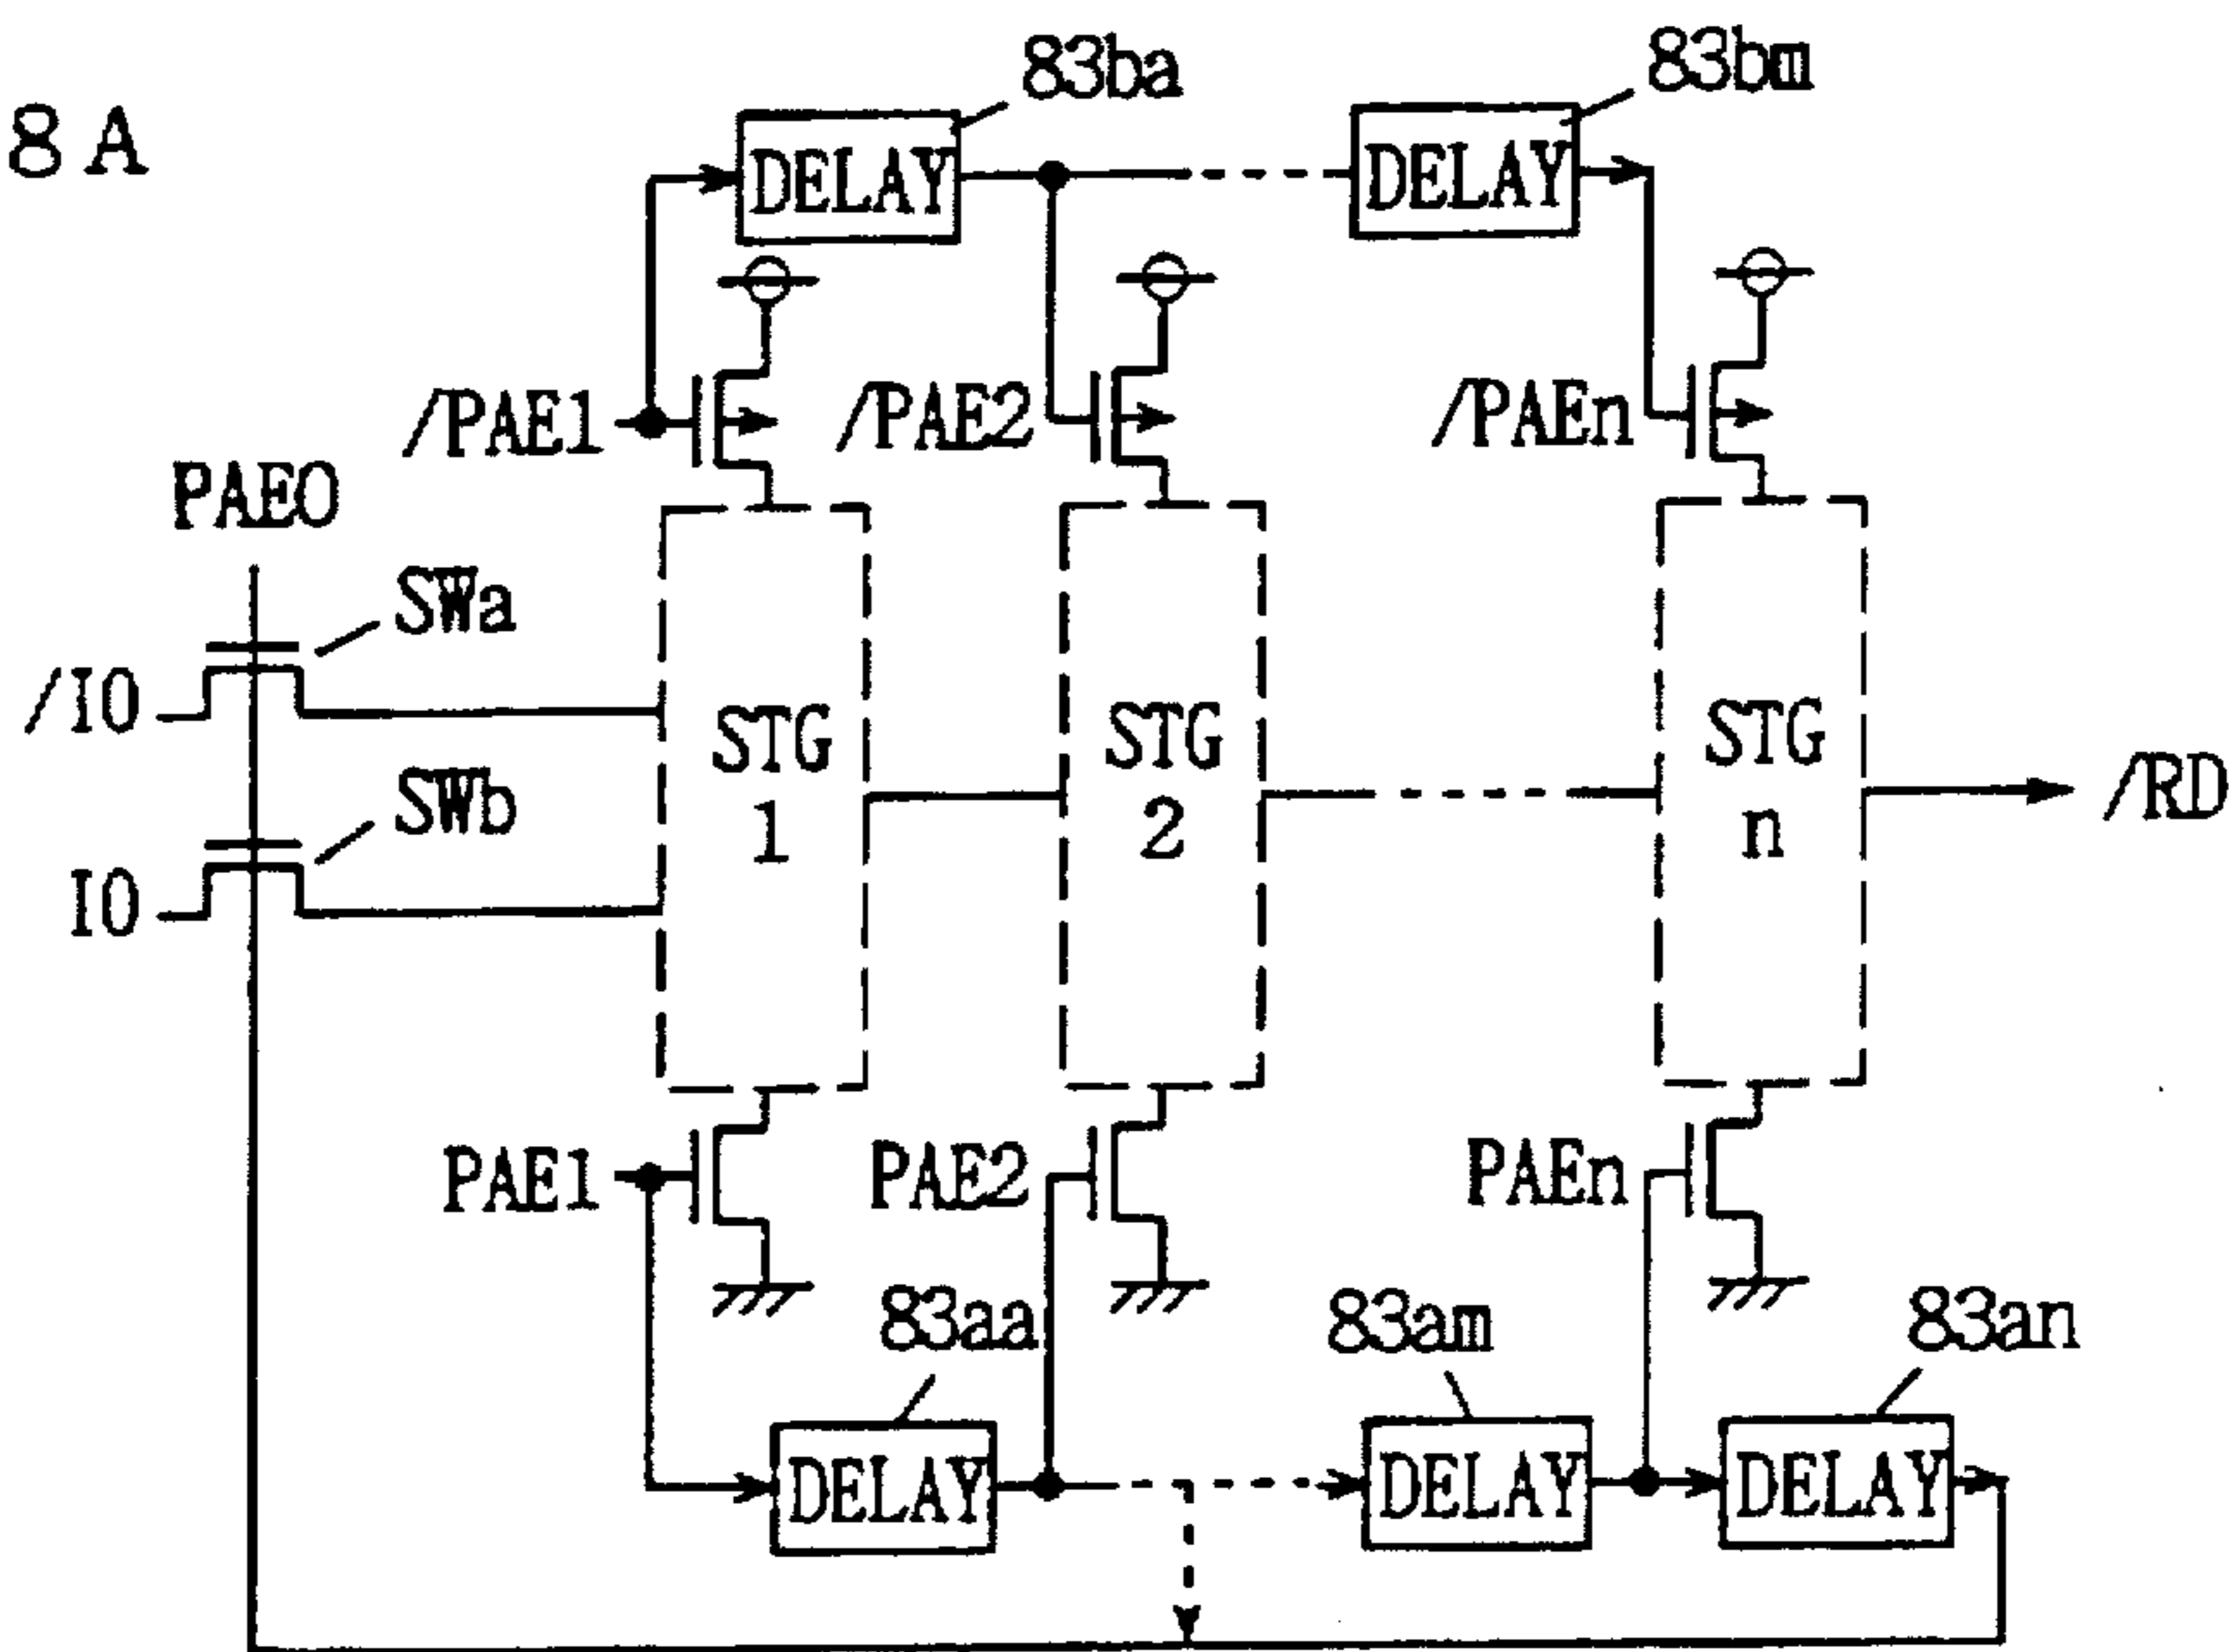 8A
83ba
83bm
DELAY
DELAY
/PAE1
/PAE2
/PAEn
PAE0
SWa
/IO
STG
1
STG
2
STG
n
SWb
/RD
IO
PAE1
PAE2
PAEn
83aa
83am
83an
DELAY
DELAY
DELAY